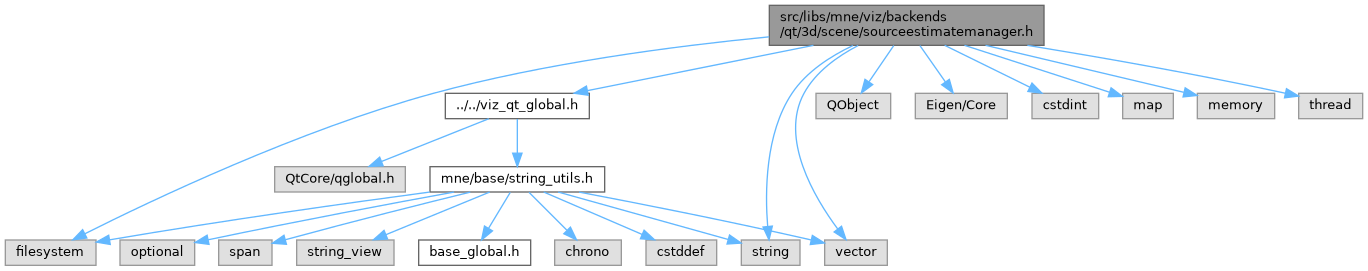 src/libs/mne/viz/backends
/qt/3d/scene/sourceestimatemanager.h
../../viz_qt_global.h
QObject
Eigen/Core
cstdint
map
memory
thread
QtCore/qglobal.h
mne/base/string_utils.h
filesystem
optional
span
string_view
base_global.h
chrono
cstddef
string
vector